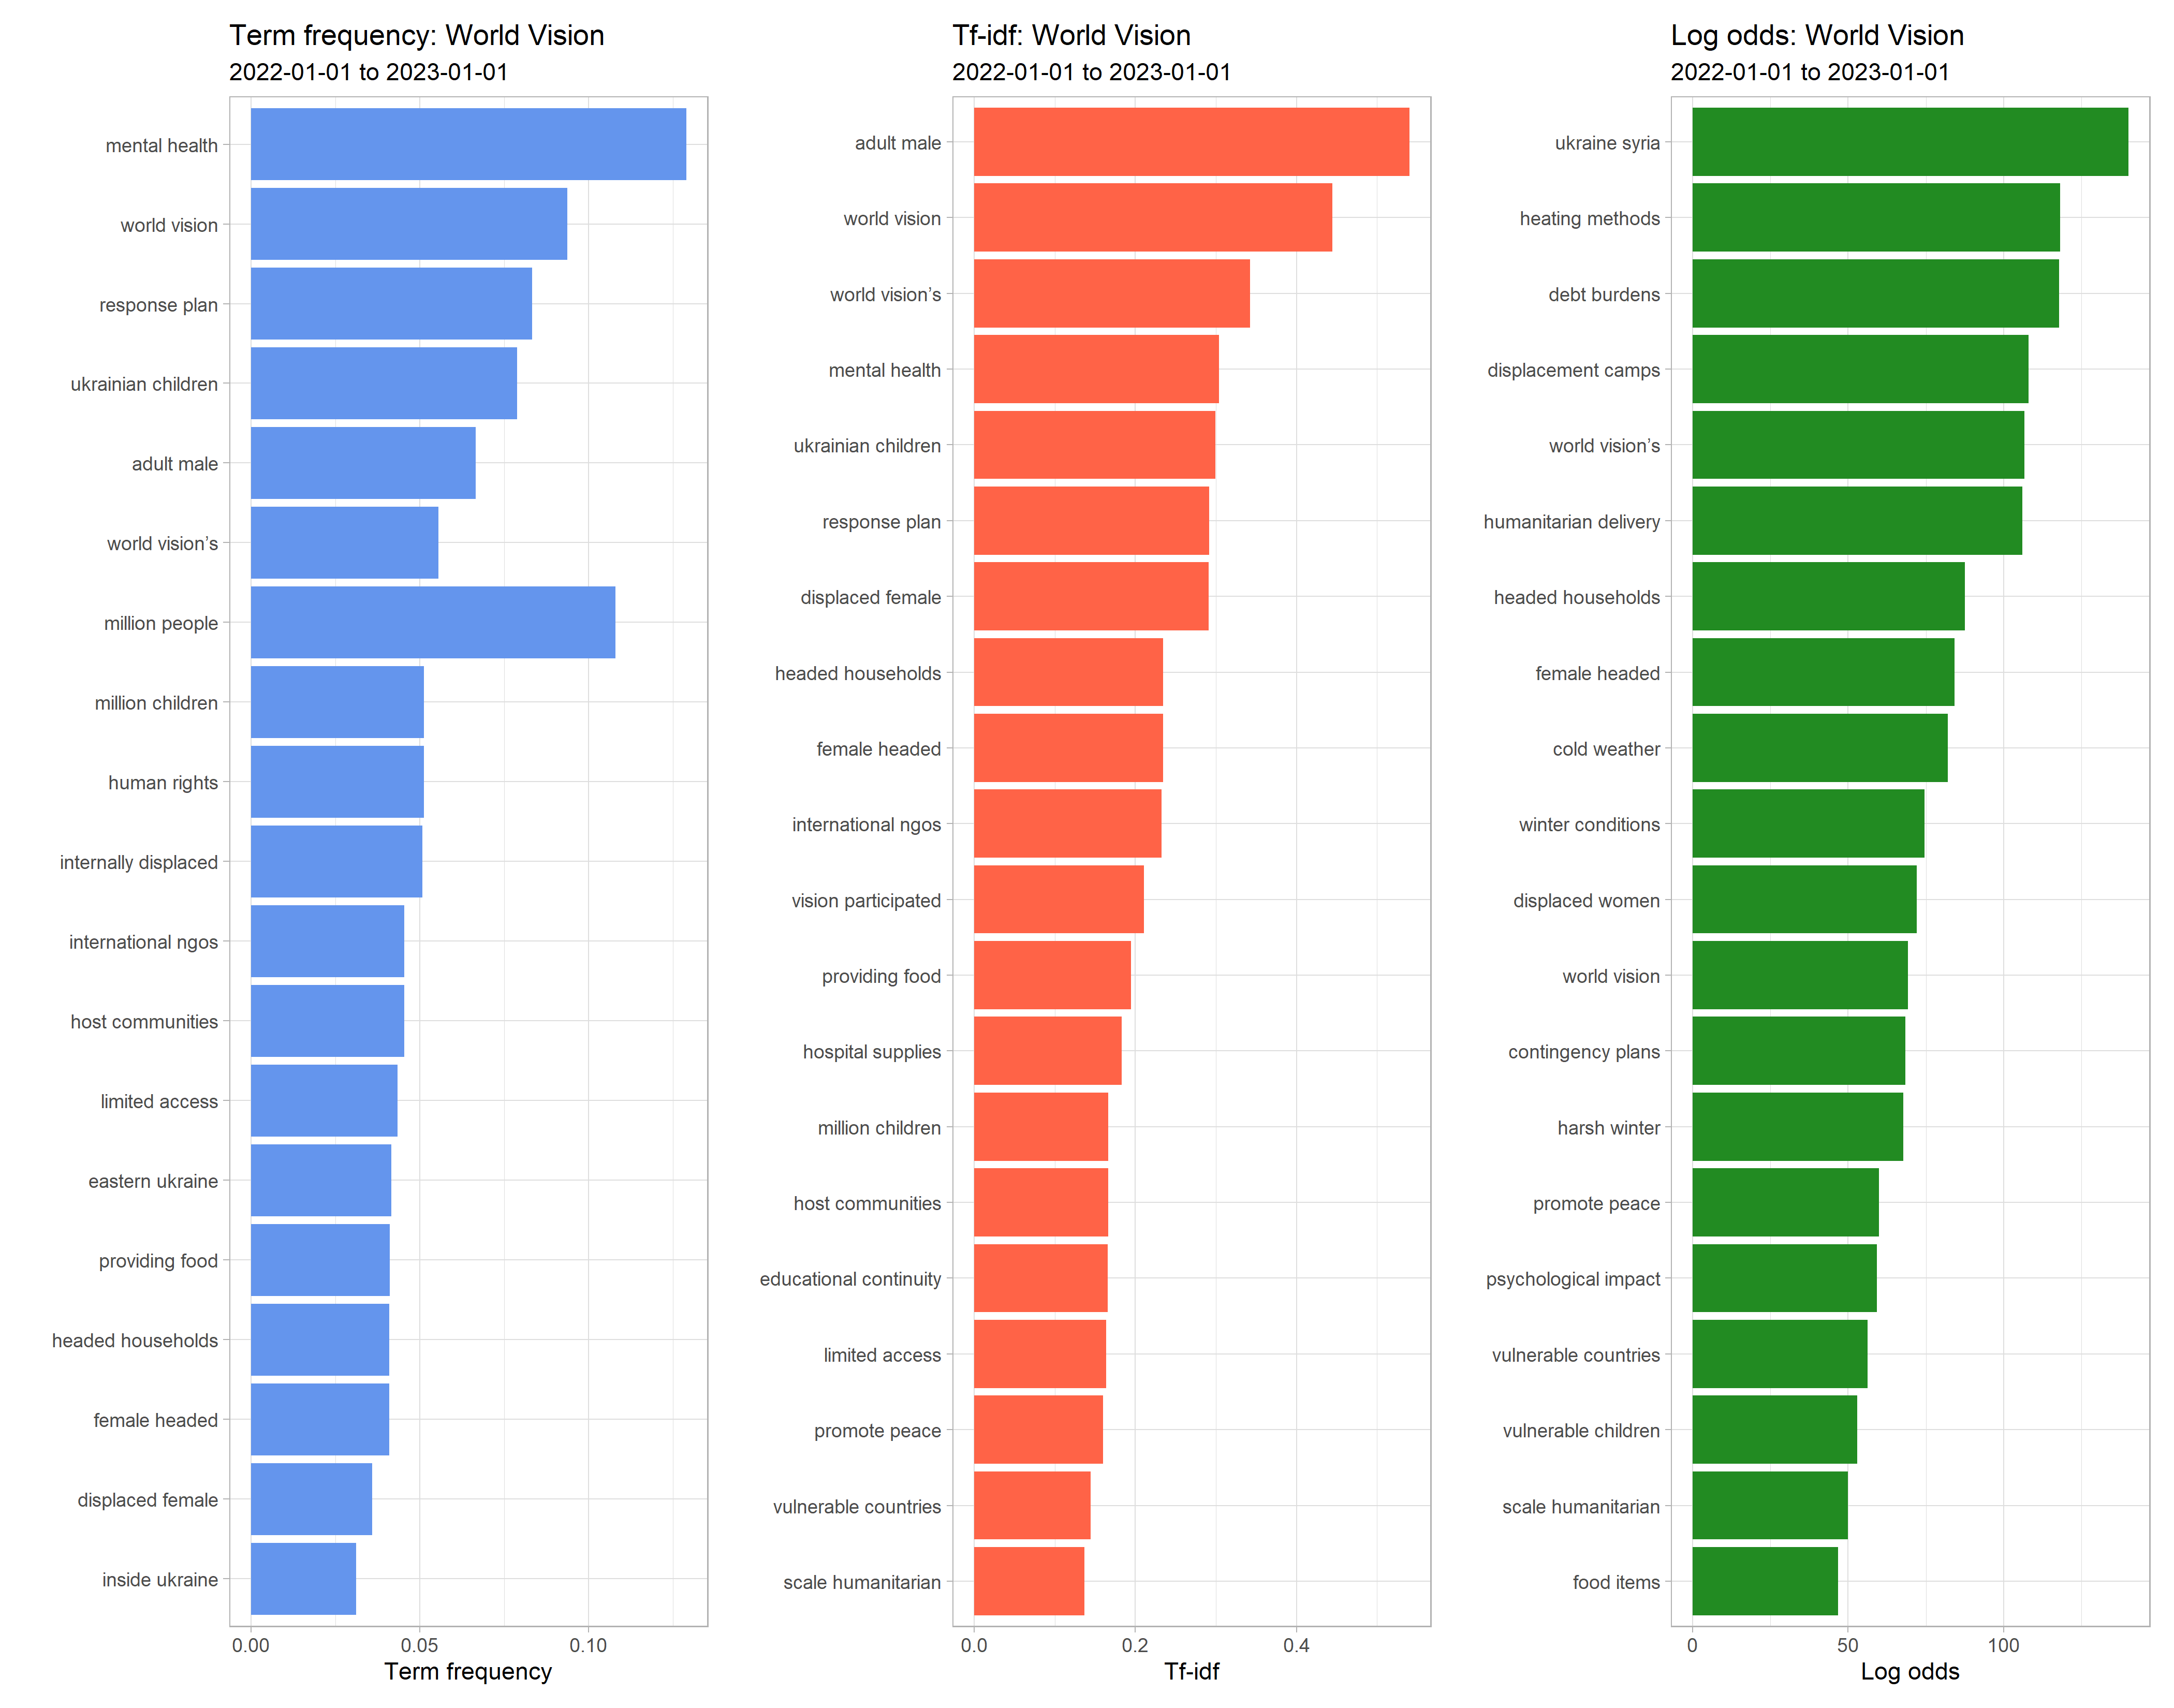 Term frequency: World Vision
2022-01-01 to 2023-01-01
mental health
world vision
response plan
ukrainian children
adult male
world vision’s
million people
million children
human rights
internally displaced
international ngos
host communities
limited access
eastern ukraine
providing food
headed households
female headed
displaced female
inside ukraine
0.00 0.05 0.10
Term frequency
Tf-idf: World Vision
2022-01-01 to 2023-01-01
adult male
world vision
world vision’s
mental health
ukrainian children
response plan
displaced female
headed households
female headed
international ngos
vision participated
providing food
hospital supplies
million children
host communities
educational continuity
limited access
promote peace
vulnerable countries
scale humanitarian
0.0 0.2 0.4
Tf-idf
Log odds: World Vision
2022-01-01 to 2023-01-01
ukraine syria
heating methods
debt burdens
displacement camps
world vision’s
humanitarian delivery
headed households
female headed
cold weather
winter conditions
displaced women
world vision
contingency plans
harsh winter
promote peace
psychological impact
vulnerable countries
vulnerable children
scale humanitarian
food items
0 50 100
Log odds